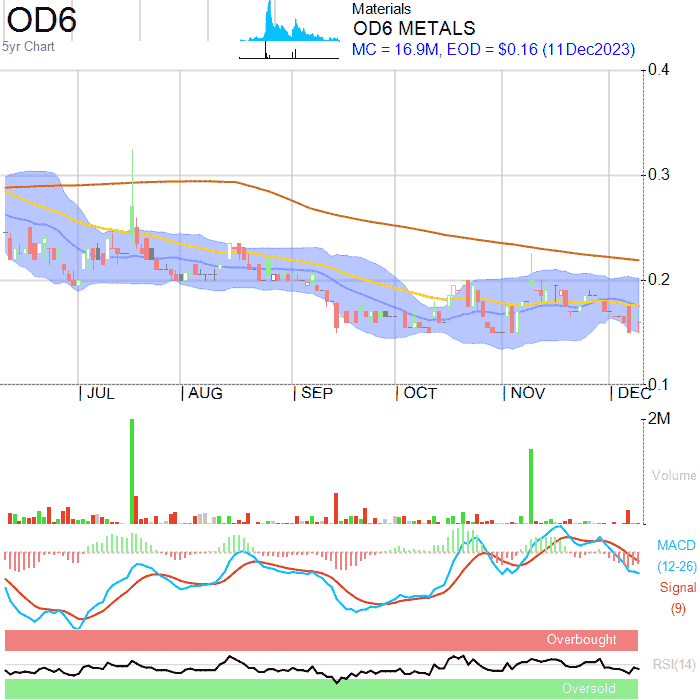 OD6
5yr Chart
Materials
OD6 METALS
MC = 16.9M, EOD = $0.16 (11Dec2023)
0.4
0.3
0.2
0.1
JUL
AUG
SEP
OCT
NOV
DEC
2M
Volume
MACD
(12-26)
Signal
(9)
Overbought
RSI(14)
Oversold